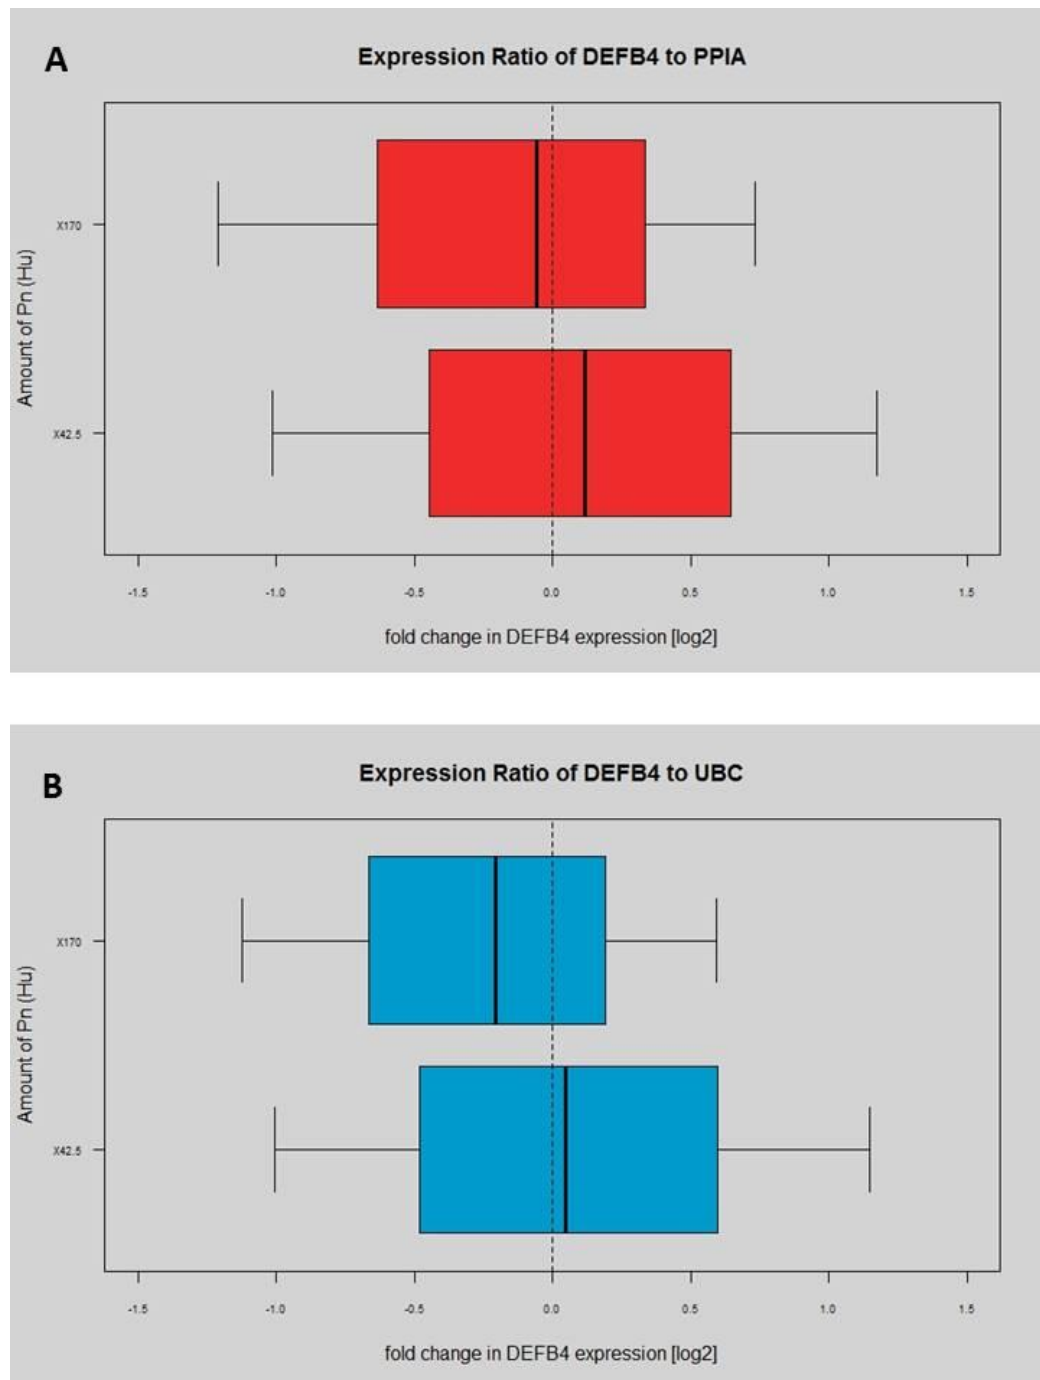 A
Expression Ratio of DEFB4 to PPIA
Amount of Pn (Hu)
X170
X42.5
-1.5 -1.0 -0.5 0.0 0.5 1.0 1.5
fold change in DEFB4 expression [log2]
B
Expression Ratio of DEFB4 to UBC
Amount of Pn (Hu)
X170
X42.5
-1.5 -1.0 -0.5 0.0 0.5 1.0 1.5
fold change in DEFB4 expression [log2]